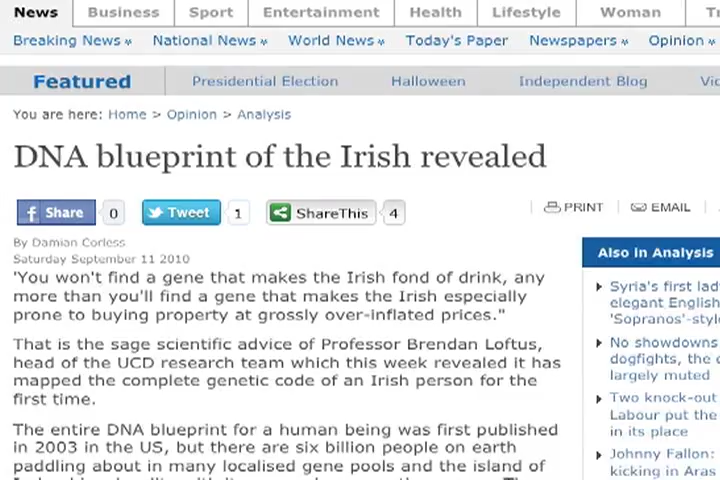 News Business Sport Entertainment Health Lifestyle Woman
Breaking News National News World News Today's Paper Newspapers Opinion
Featured Presidential Election Halloween Independent Blog
You are here: Home > Opinion > Analysis
DNA blueprint of the Irish revealed
f Share 0 Tweet 1 ShareThis 4 PRINT EMAIL
By Damian Corless
Saturday September 11 2010
'You won't find a gene that makes the Irish fond of drink, any
more than you'll find a gene that makes the Irish especially
prone to buying property at grossly over-inflated prices."
That is the sage scientific advice of Professor Brendan Loftus,
head of the UCD research team which this week revealed it has
mapped the complete genetic code of an Irish person for the
first time.
The entire DNA blueprint for a human being was first published
in 2003 in the US, but there are six billion people on earth
paddling about in many localised gene pools and the island of
Also in Analysis
Syria's first lad
elegant English
'Sopranos'-style
No showdowns
dogfights, the
largely muted
Two knock-out
Labour put the
in its place
Johnny Fallon:
kicking in Aras